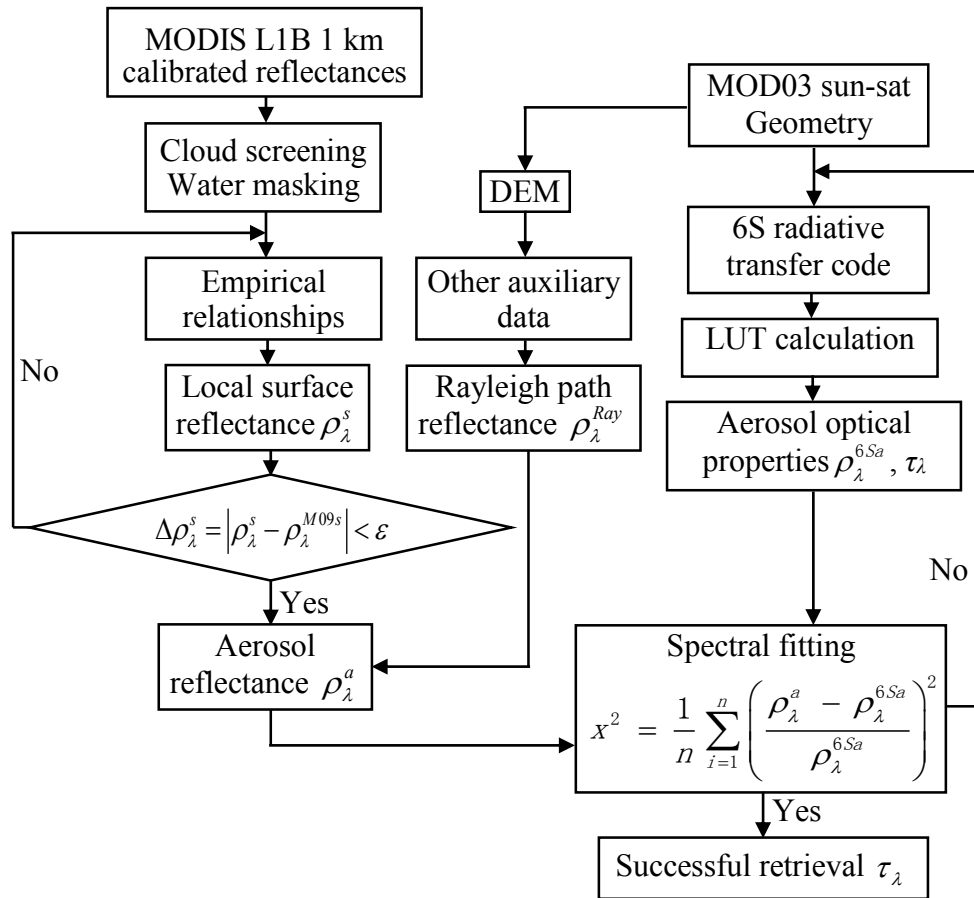 MODIS L1B 1 km
calibrated reflectances
Cloud screening
Water masking
Empirical
relationships
No
Local surface
reflectance ρ_λ^s
Δρ_λ^s = |ρ_λ^s − ρ_λ^{M09s}| < ε
Yes
Aerosol
reflectance ρ_λ^a
DEM
Other auxiliary
data
Rayleigh path
reflectance ρ_λ^{Ray}
MOD03 sun-sat
Geometry
6S radiative
transfer code
LUT calculation
Aerosol optical
properties ρ_λ^{6Sa} , τ_λ
No
Spectral fitting
x² = 1/n ∑_{i=1}^{n} ((ρ_λ^a − ρ_λ^{6Sa}) / ρ_λ^{6Sa})²
Yes
Successful retrieval τ_λ